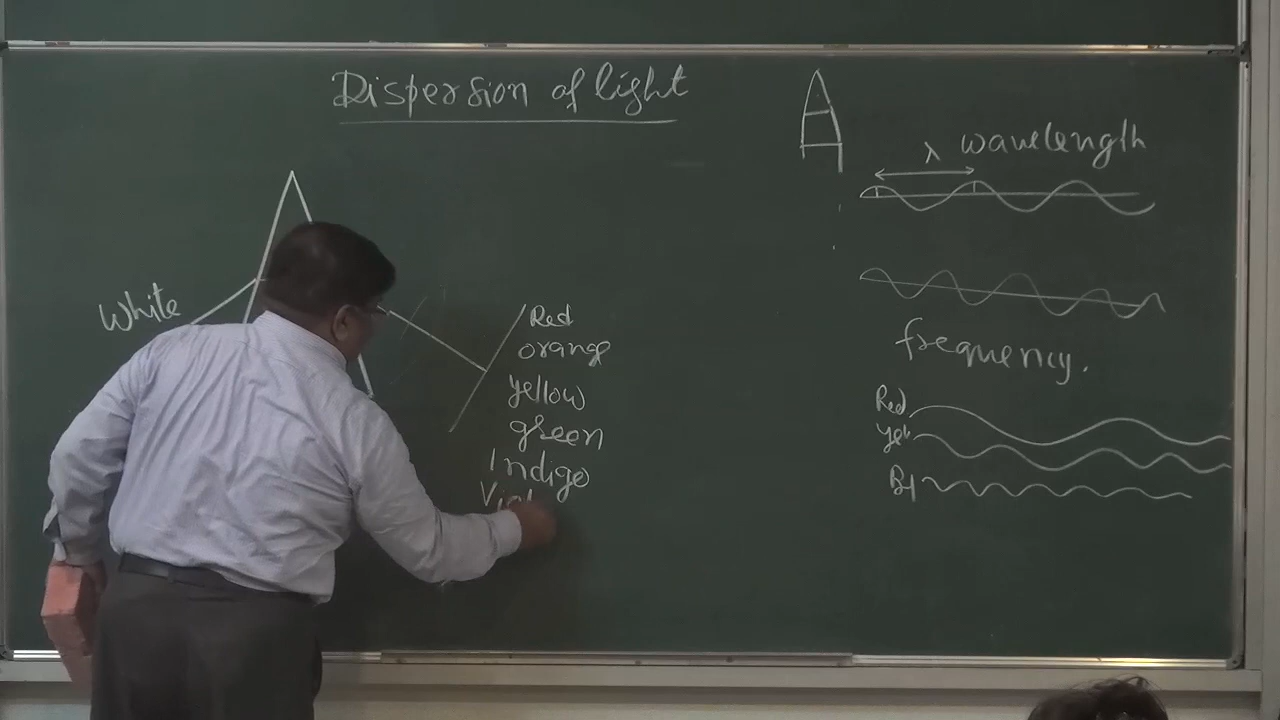 Dispersion of light
White
Red
orange
yellow
green
Indigo
λ wavelength
frequency.
Red
Yel
Bl